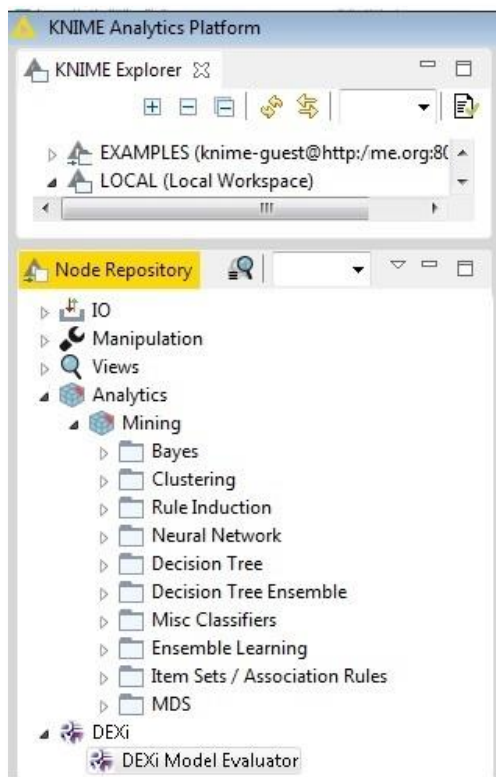 KNIME Analytics Platform
KNIME Explorer
EXAMPLES (knime-guest@http:/me.org:80
LOCAL (Local Workspace)
Node Repository
IO
Manipulation
Views
Analytics
Mining
Bayes
Clustering
Rule Induction
Neural Network
Decision Tree
Decision Tree Ensemble
Misc Classifiers
Ensemble Learning
Item Sets / Association Rules
MDS
DEXi
DEXi Model Evaluator